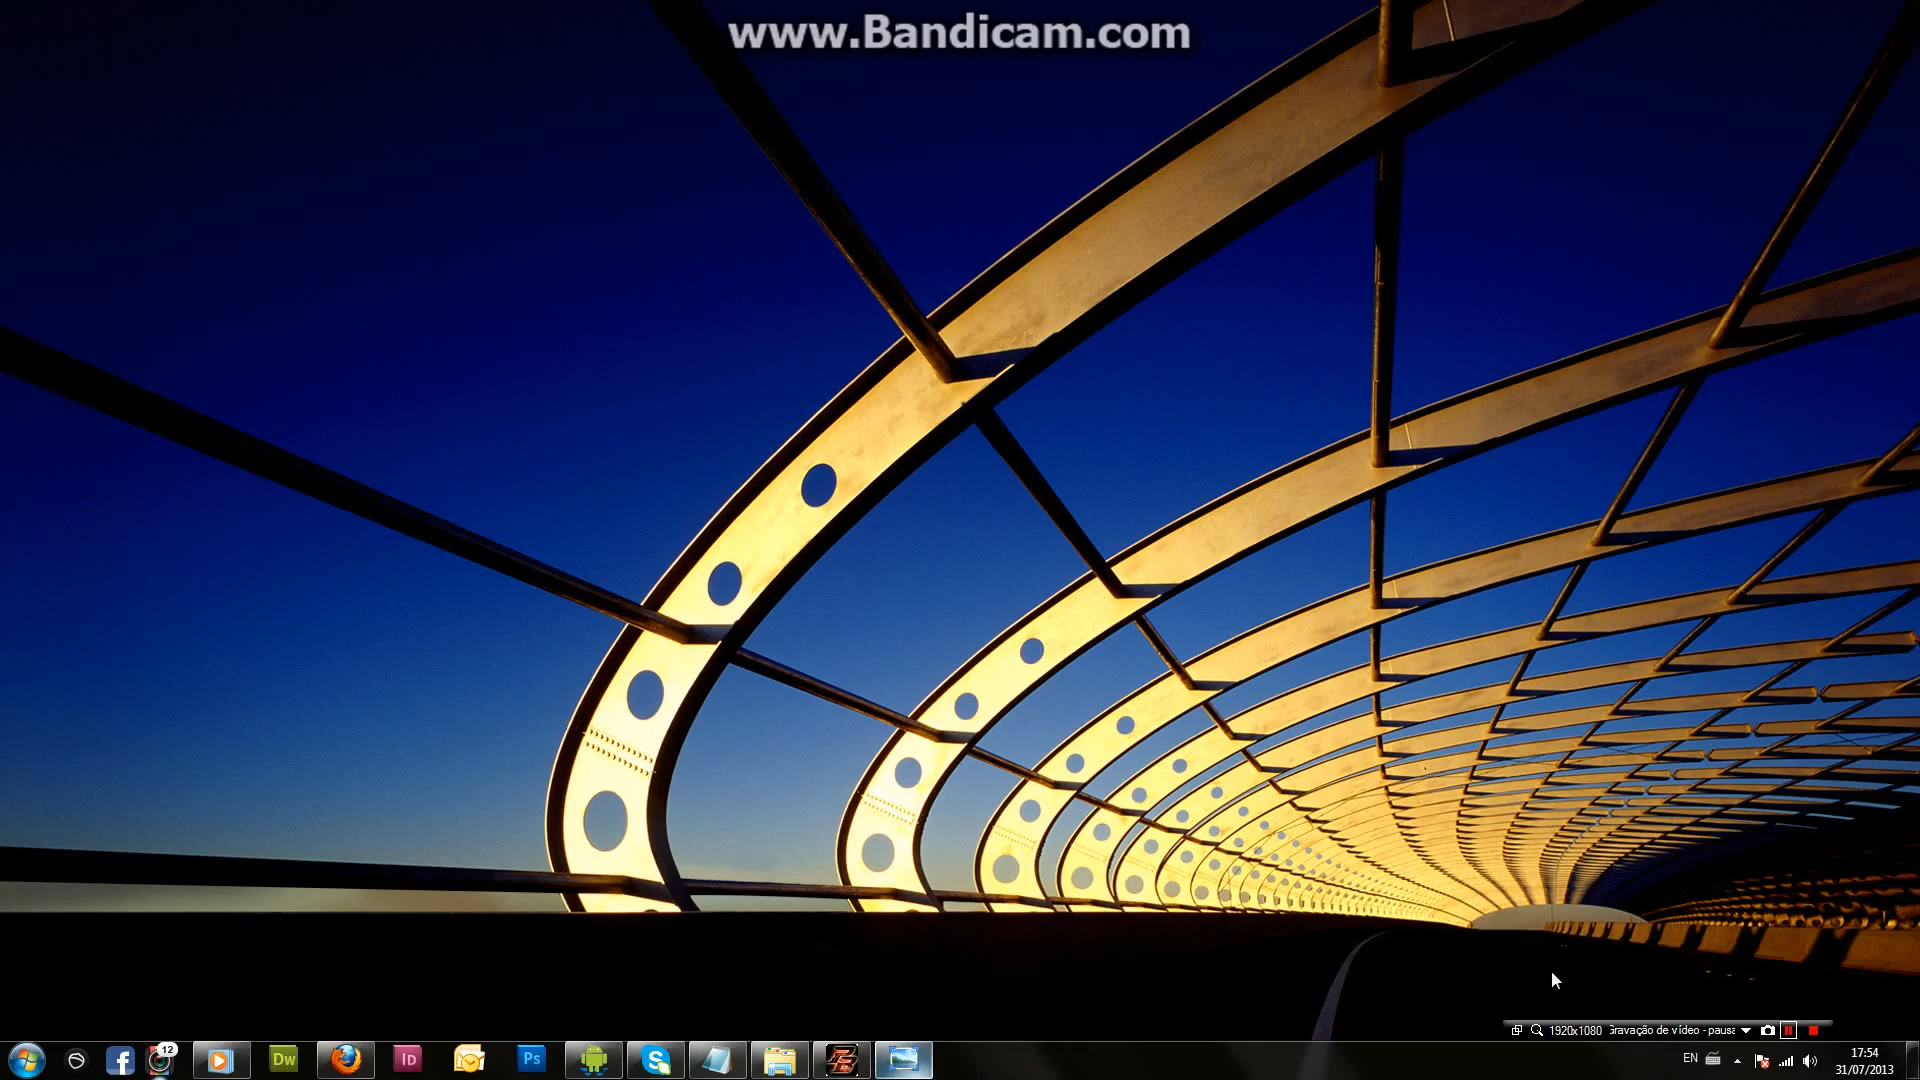 www.Bandicam.com
1920x1080 Gravação de vídeo - pausa
12
Dw
Id
Ps
EN
17:54
31/07/2013